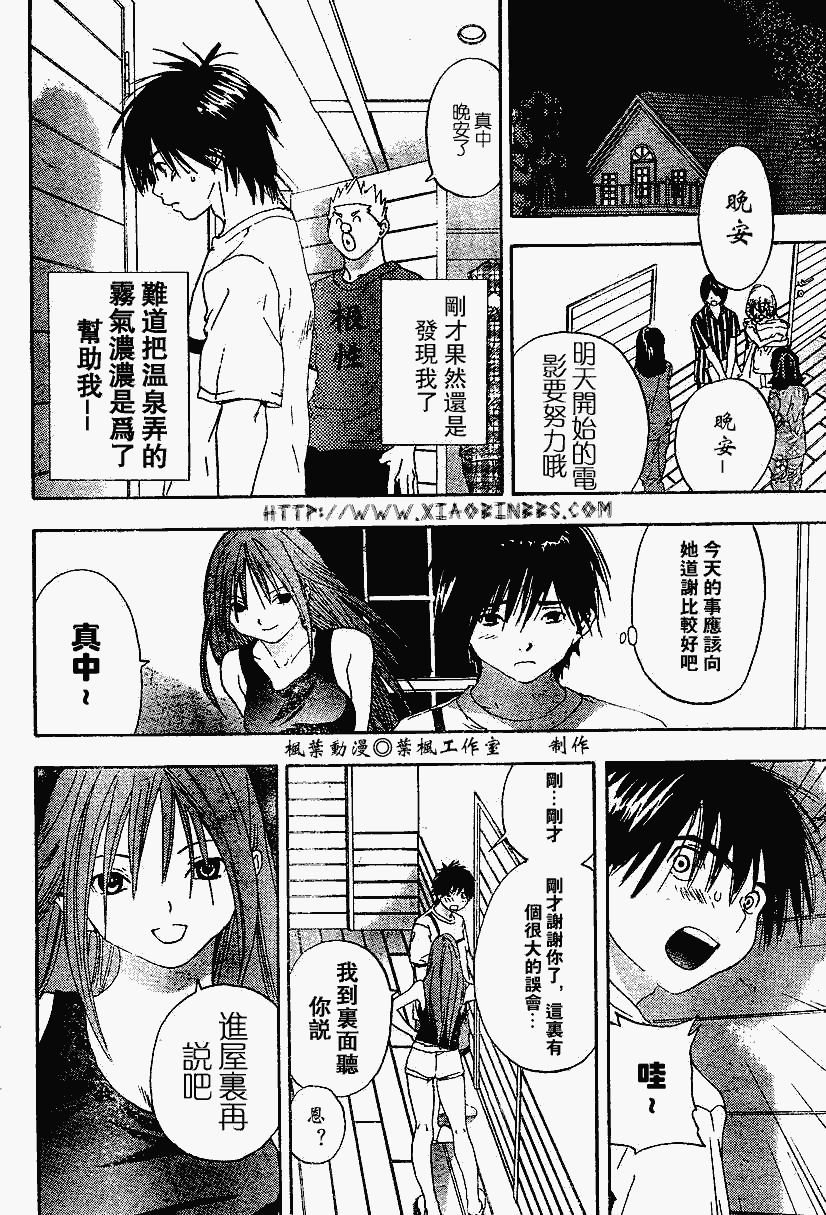 晚安
明天開始的電
影要努力哦
晚安–
真中
晚安了
剛才果然還是
發現我了
根性
難道把温泉弄的
霧氣濃濃是爲了
幫助我–
HTTP://WWW.XIAOBINBBS.COM
今天的事應該向
她道謝比較好吧
真中~
楓葉動漫◎葉楓工作室 制作
哇~
剛…剛才
剛才謝謝你了，這裏有
個很大的誤會…
我到裏面聽
你説
恩？
進屋裏再
説吧